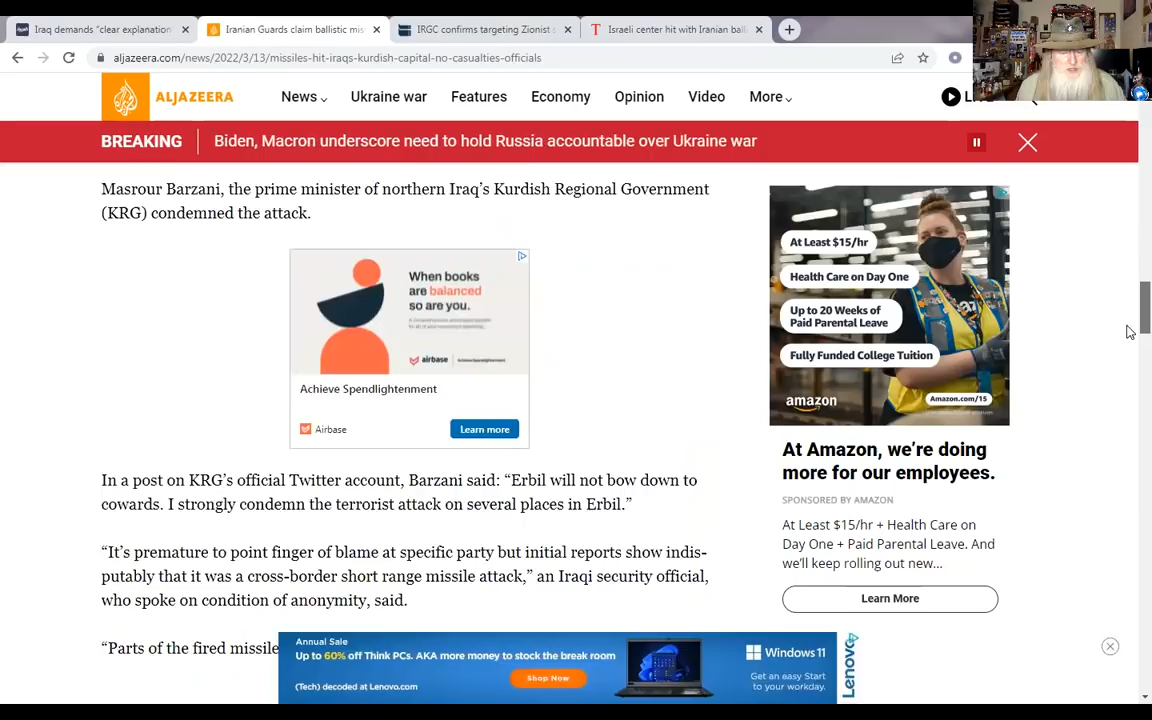 Iraq demands "clear explanation
Iranian Guards claim ballistic mis
IRGC confirms targeting Zionist s
Israeli center hit with Iranian ball
aljazeera.com/news/2022/3/13/missiles-hit-iraqs-kurdish-capital-no-casualties-officials
ALJAZEERA
News
Ukraine war
Features
Economy
Opinion
Video
More
BREAKING
Biden, Macron underscore need to hold Russia accountable over Ukraine war
Masrour Barzani, the prime minister of northern Iraq's Kurdish Regional Government
(KRG) condemned the attack.
When books
are balanced
so are you.
airbase
Achieve Spendlightenment
Airbase
Learn more
In a post on KRG's official Twitter account, Barzani said: “Erbil will not bow down to
cowards. I strongly condemn the terrorist attack on several places in Erbil.”
“It's premature to point finger of blame at specific party but initial reports show indis-
putably that it was a cross-border short range missile attack,” an Iraqi security official,
who spoke on condition of anonymity, said.
“Parts of the fired missile
At Least $15/hr
Health Care on Day One
Up to 20 Weeks of
Paid Parental Leave
Fully Funded College Tuition
amazon
Amazon.com/15
At Amazon, we're doing
more for our employees.
SPONSORED BY AMAZON
At Least $15/hr + Health Care on
Day One + Paid Parental Leave. And
we'll keep rolling out new...
Learn More
Annual Sale
Up to 60% off Think PCs. AKA more money to stock the break room
Shop Now
(Tech) decoded at Lenovo.com
Windows 11
Get an easy Start
to your workday.
Lenovo